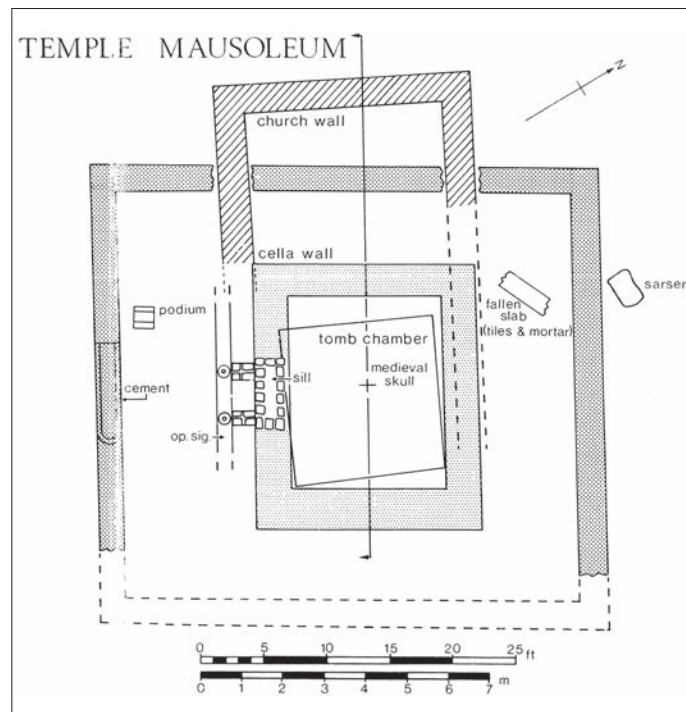 TEMPLE MAUSOLEUM
N
church wall
cella wall
podium
sarsen
fallen
slab
(tiles & mortar)
tomb chamber
medieval
skull
sill
cement
op. sig.
0 5 10 15 20 25 ft
0 1 2 3 4 5 6 7 m